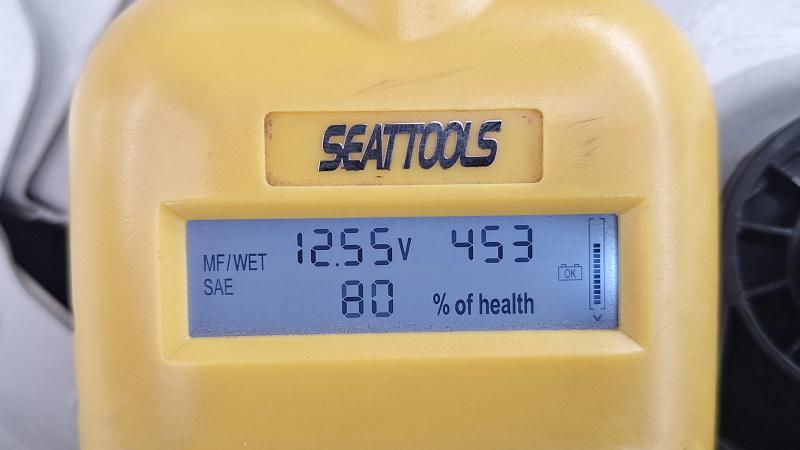 SEATTOOLS
MF/WET 12.55V 453
SAE 80 % of health
OK